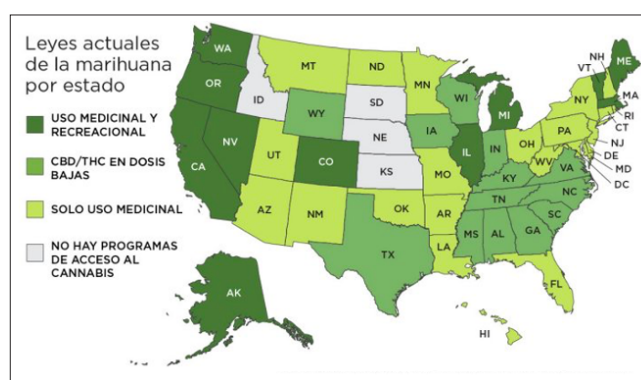 Leyes actuales
de la marihuana
por estado
USO MEDICINAL Y
RECREACIONAL
CBD/THC EN DOSIS
BAJAS
SOLO USO MEDICINAL
NO HAY PROGRAMAS
DE ACCESO AL
CANNABIS
WA
OR
CA
NV
ID
MT
WY
UT
AZ
CO
NM
ND
SD
NE
KS
OK
TX
MN
IA
MO
AR
LA
WI
IL
MI
IN
OH
KY
TN
MS
AL
GA
FL
SC
NC
VA
WV
PA
NY
VT
NH
ME
MA
RI
CT
NJ
DE
MD
DC
AK
HI